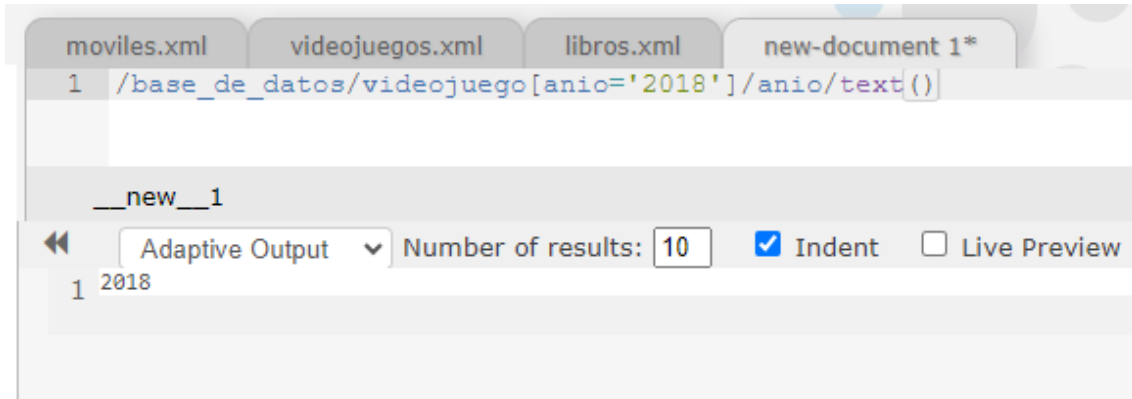 moviles.xml videojuegos.xml libros.xml new-document 1*
1 /base_de_datos/videojuego[anio='2018']/anio/text()
__new__1
Adaptive Output Number of results: 10 Indent Live Preview
1 2018